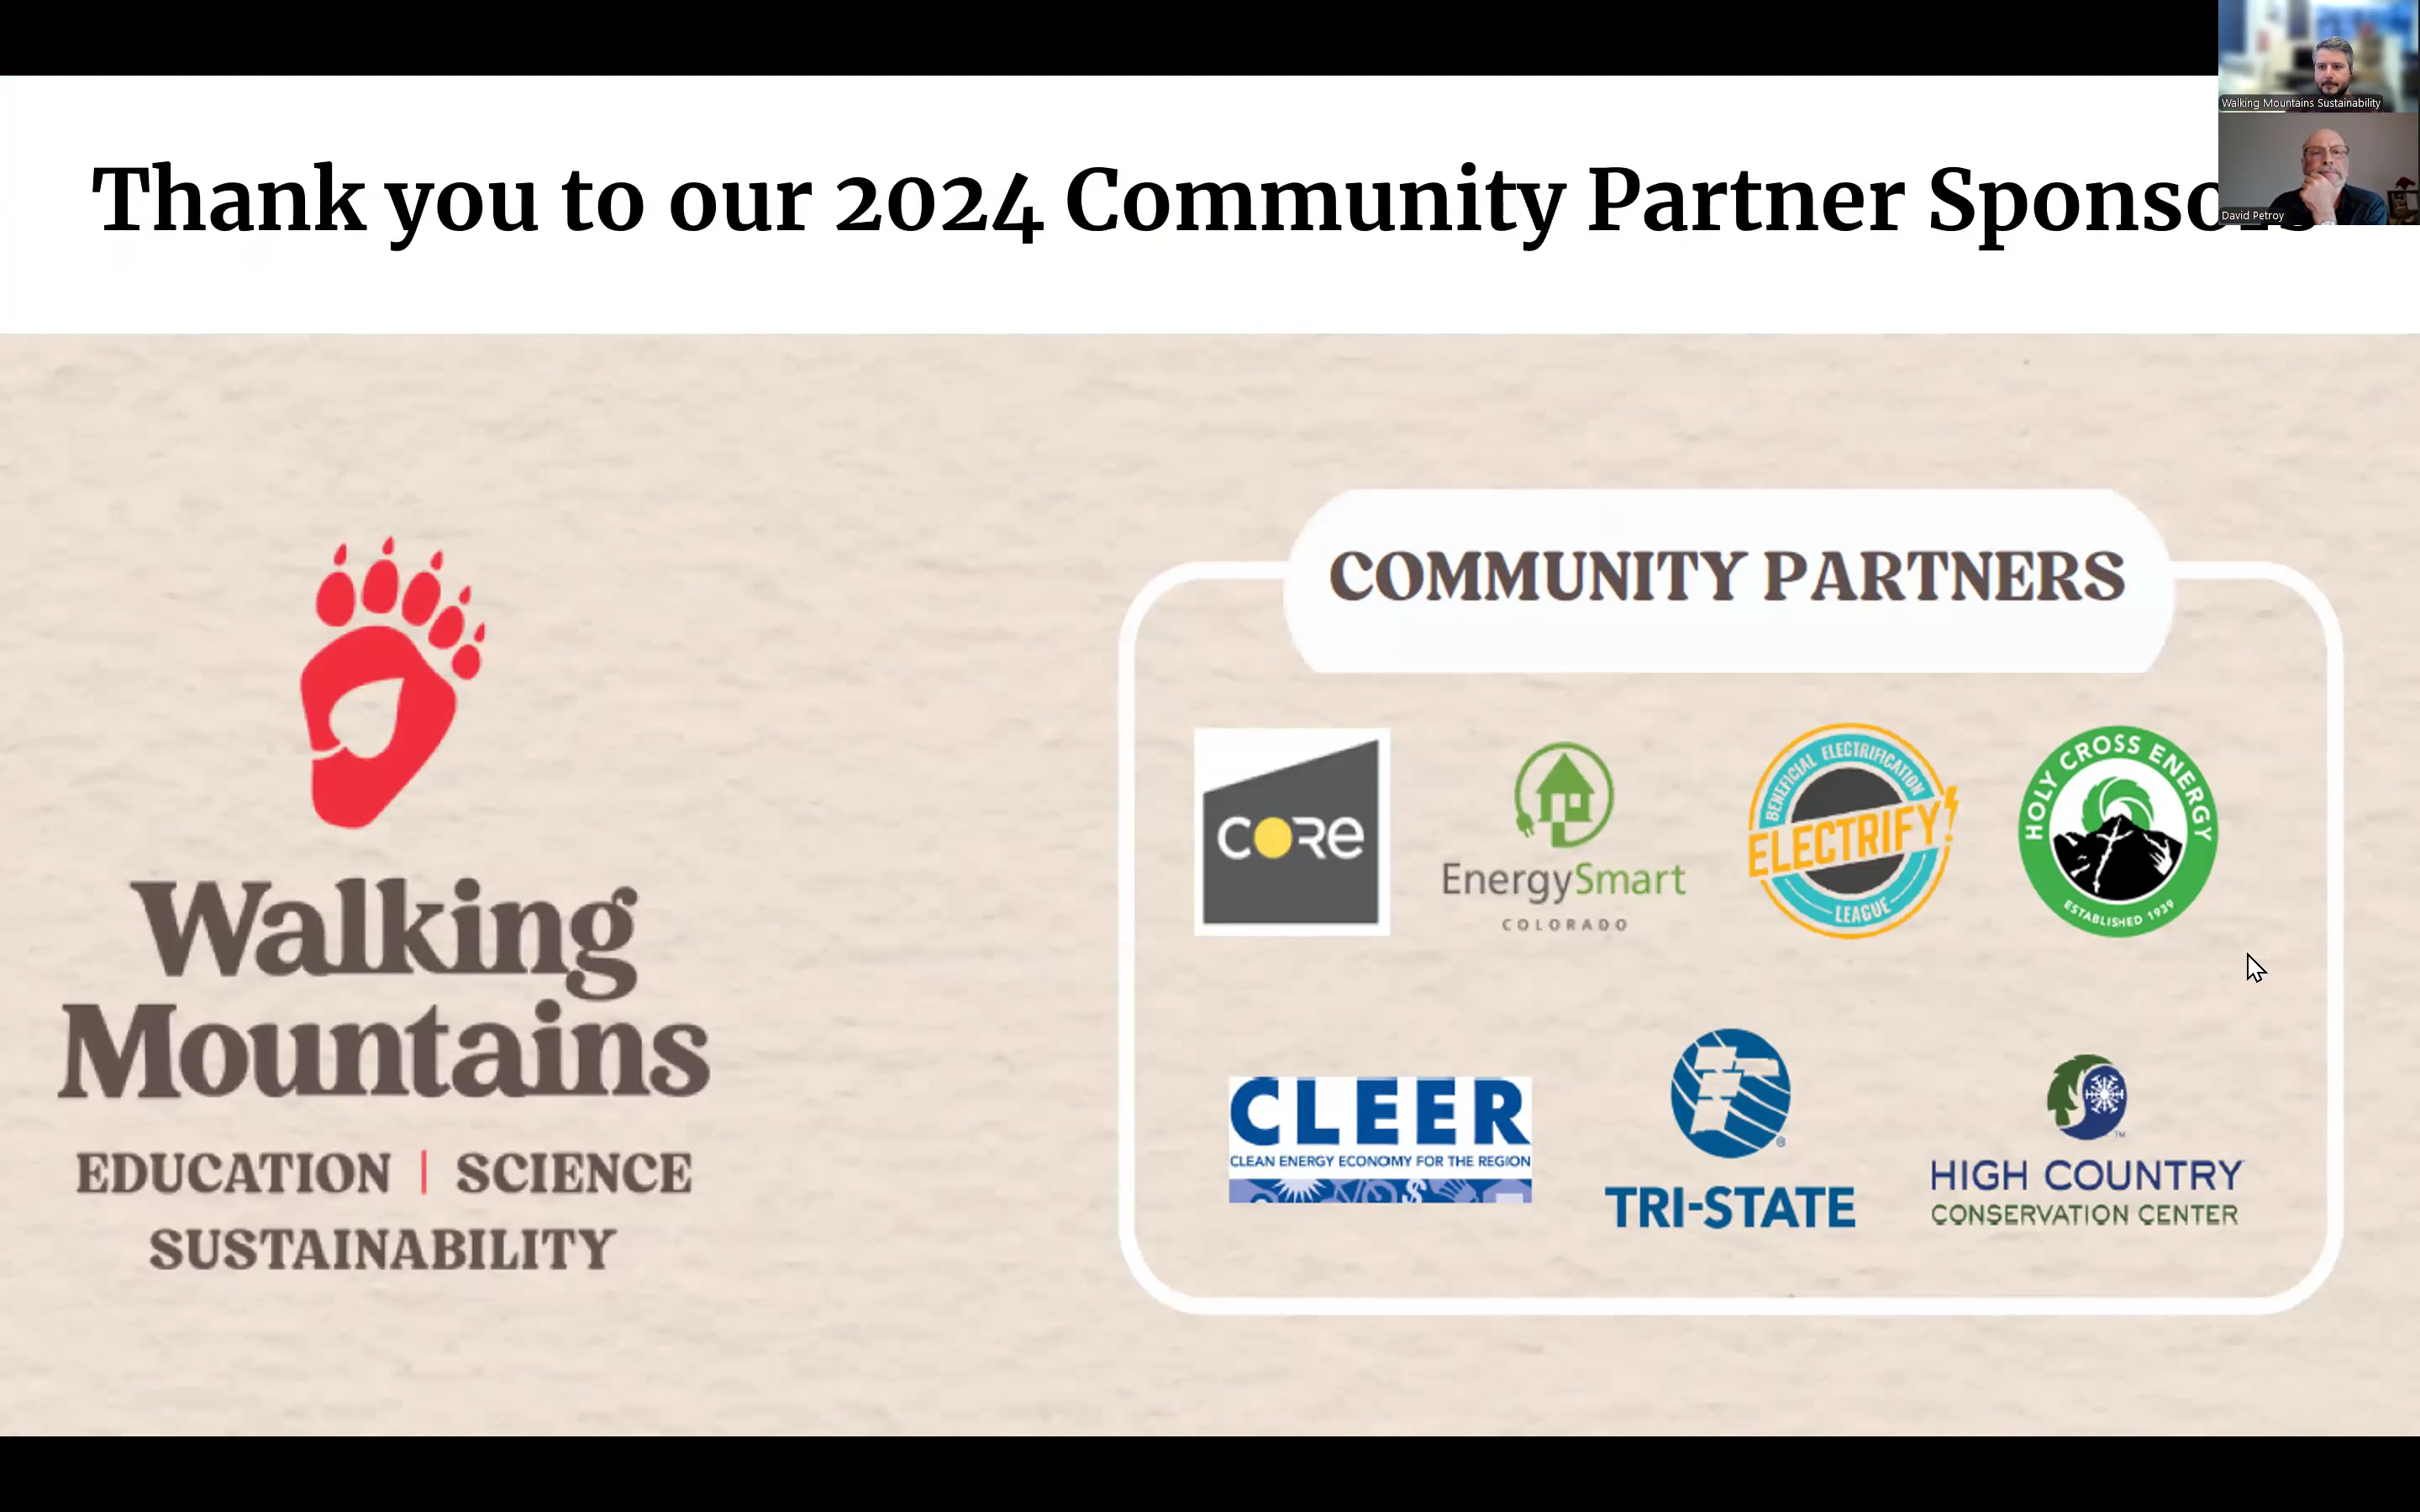 Walking Mountains Sustainability
David Petroy
Thank you to our 2024 Community Partner Sponsors
Walking
Mountains
EDUCATION | SCIENCE
SUSTAINABILITY
COMMUNITY PARTNERS
CORE
EnergySmart
COLORADO
BENEFICIAL ELECTRIFICATION
ELECTRIFY!
LEAGUE
HOLY CROSS ENERGY
ESTABLISHED 1939
CLEER
CLEAN ENERGY ECONOMY FOR THE REGION
TRI-STATE
®
HIGH COUNTRY
CONSERVATION CENTER
TM